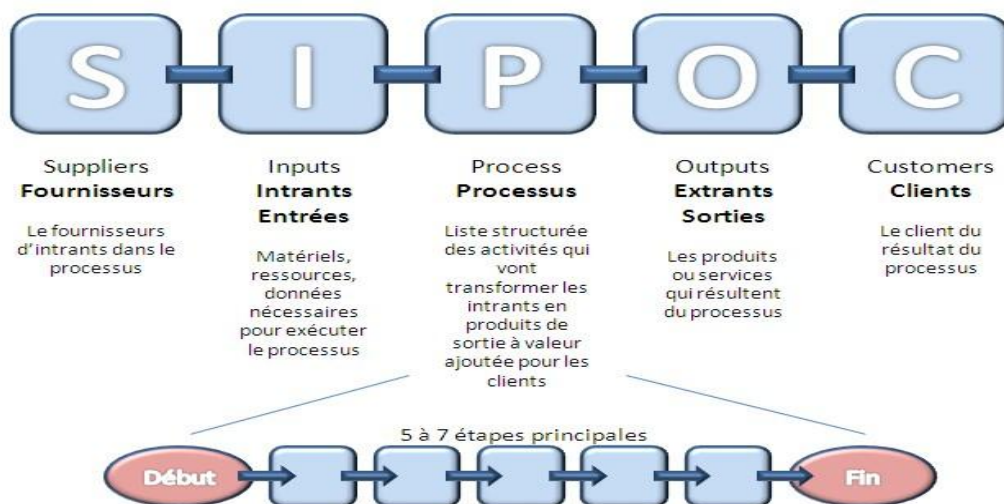 S I P O C
Suppliers
Fournisseurs
Le fournisseurs
d'intrants dans le
processus
Inputs
Intrants
Entrées
Matériels,
ressources,
données
nécessaires
pour exécuter
le processus
Process
Processus
Liste structurée
des activités qui
vont
transformer les
intrants en
produits de
sortie à valeur
ajoutée pour les
clients
Outputs
Extrants
Sorties
Les produits
ou services
qui résultent
du processus
Customers
Clients
Le client du
résultat du
processus
5 à 7 étapes principales
Début
Fin